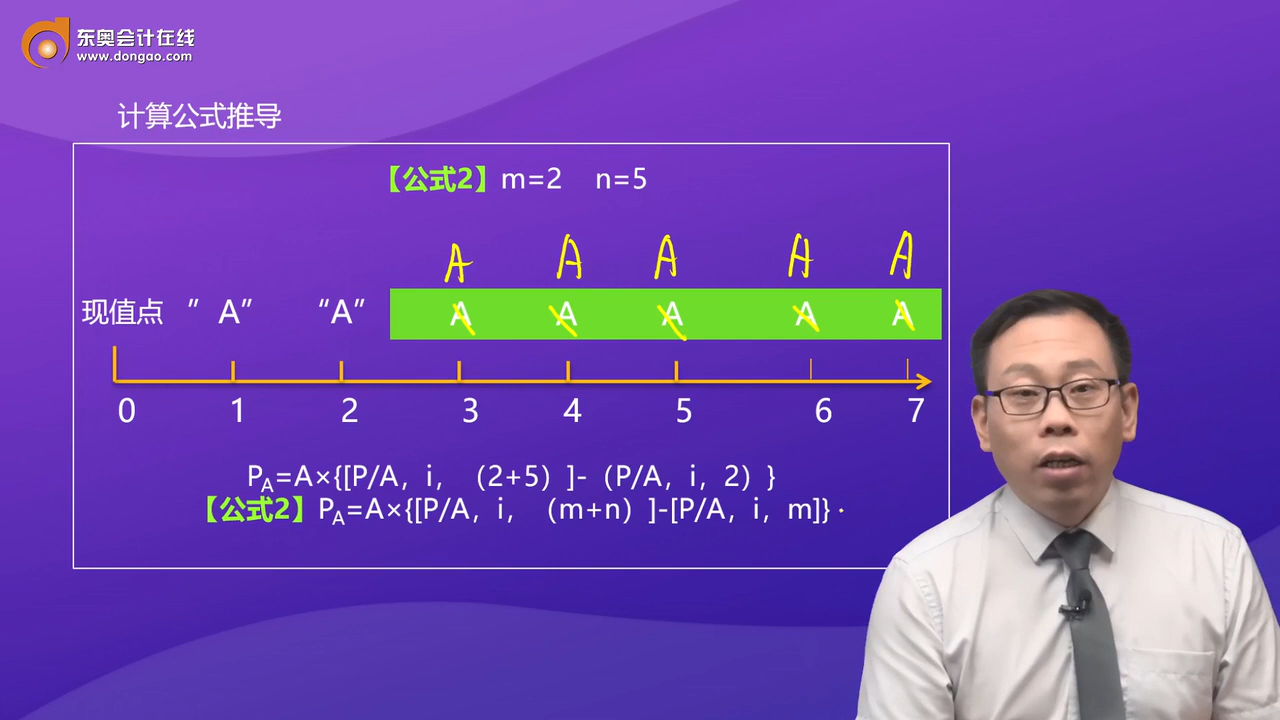 东奥会计在线
www.dongao.com
计算公式推导
【公式2】m=2 n=5
A A A A A
现值点 ” A” “A” A A A A A
0 1 2 3 4 5 6 7
PA=A×{[P/A，i，（2+5）]-（P/A，i，2）}
【公式2】PA=A×{[P/A，i，（m+n）]-[P/A，i，m]}